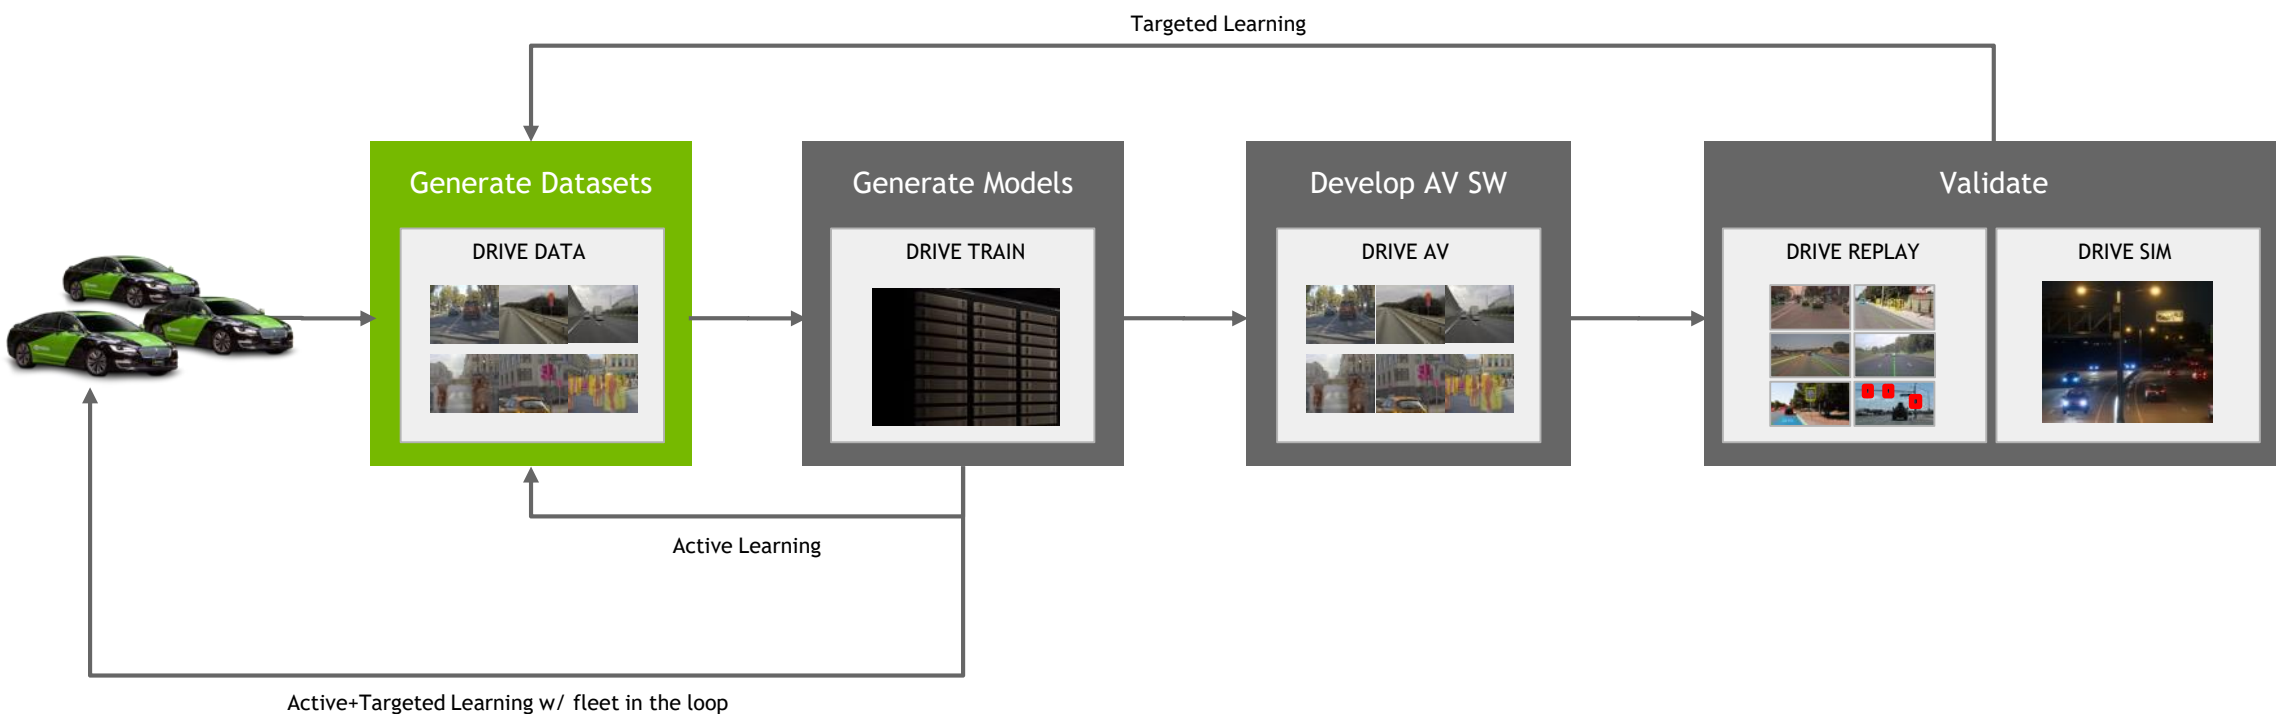 Targeted Learning
Generate Datasets
Generate Models
Develop AV SW
Validate
DRIVE DATA
DRIVE TRAIN
DRIVE AV
DRIVE REPLAY
DRIVE SIM
Active Learning
Active+Targeted Learning w/ fleet in the loop